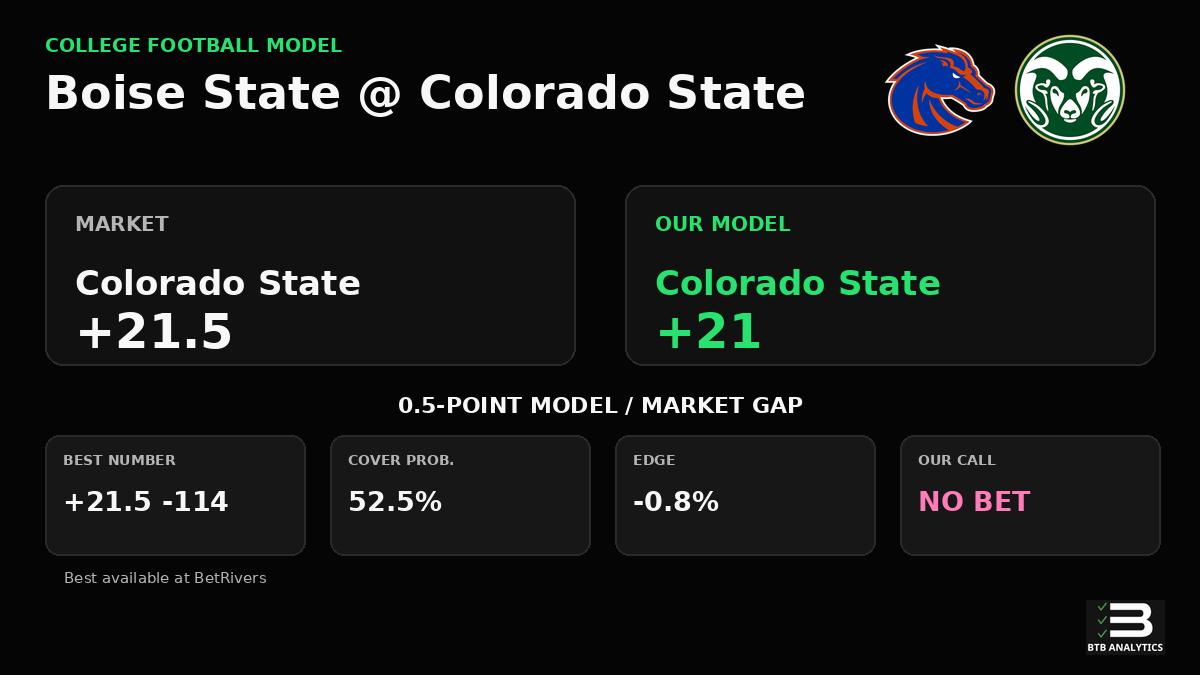 COLLEGE FOOTBALL MODEL
Boise State @ Colorado State
MARKET
Colorado State
+21.5
OUR MODEL
Colorado State
+21
0.5-POINT MODEL / MARKET GAP
BEST NUMBER
+21.5 -114
COVER PROB.
52.5%
EDGE
-0.8%
OUR CALL
NO BET
Best available at BetRivers
BTB ANALYTICS